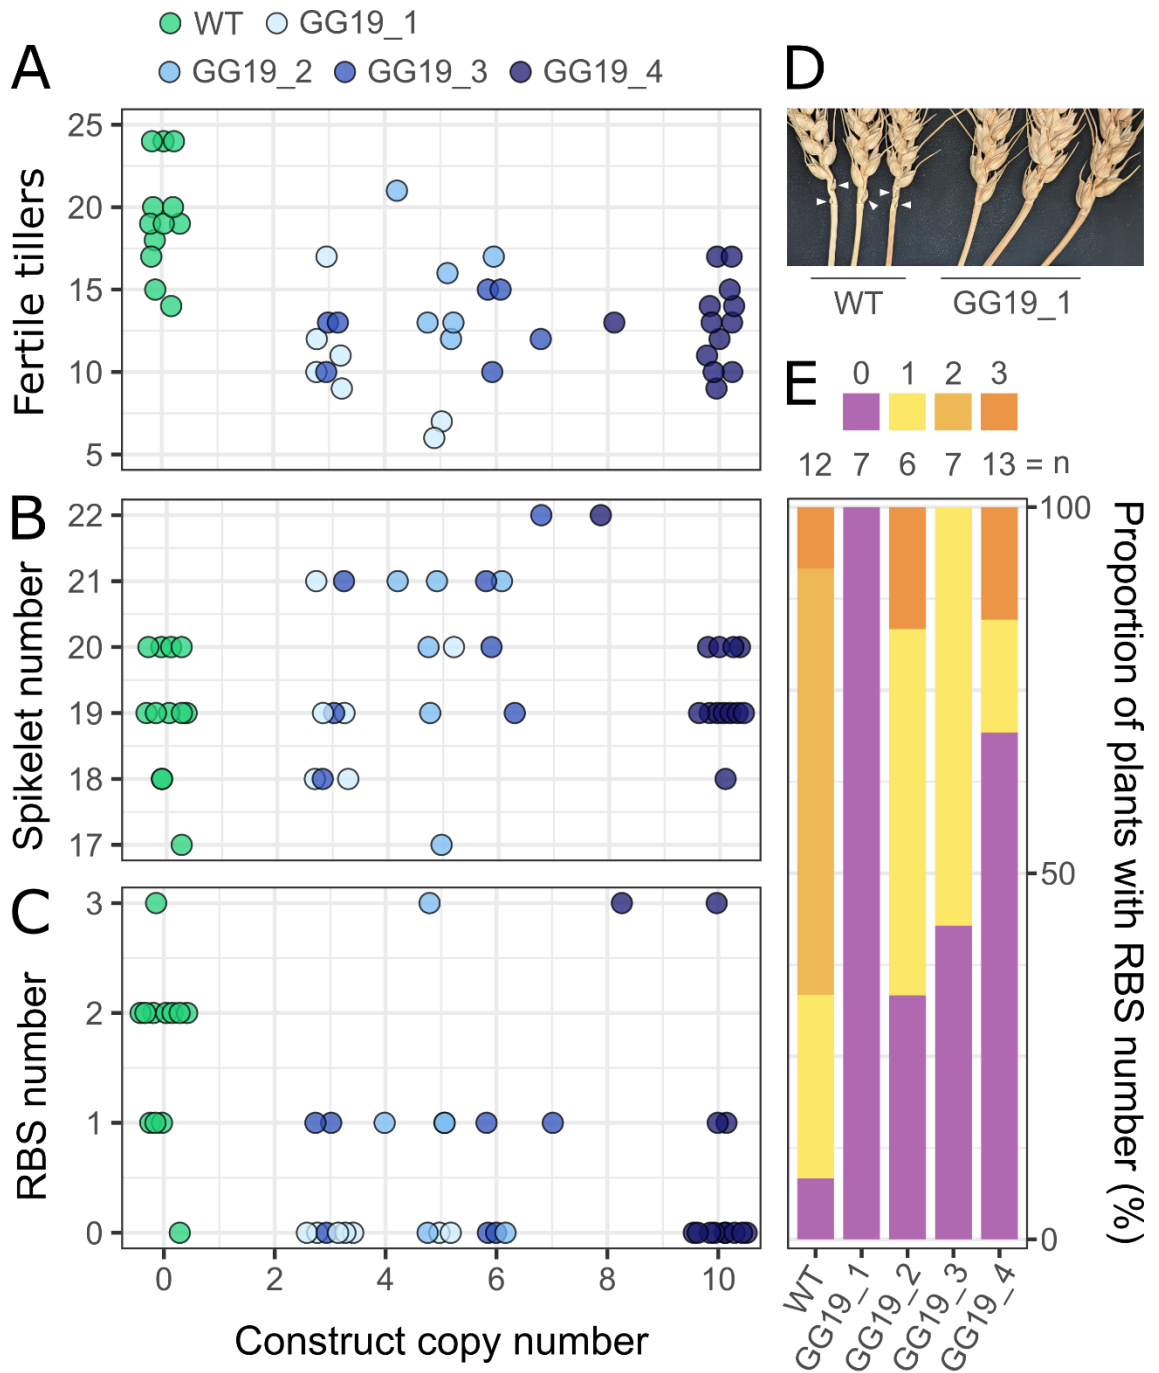 WT GG19_1
GG19_2 GG19_3 GG19_4
A
25
20
15
10
5
Fertile tillers
B
22
21
20
19
18
17
Spikelet number
C
3
2
1
0
RBS number
0 2 4 6 8 10
Construct copy number
D
WT GG19_1
E
0 1 2 3
12 7 6 7 13 = n
100
50
0
Proportion of plants with RBS number (%)
WT
GG19_1
GG19_2
GG19_3
GG19_4